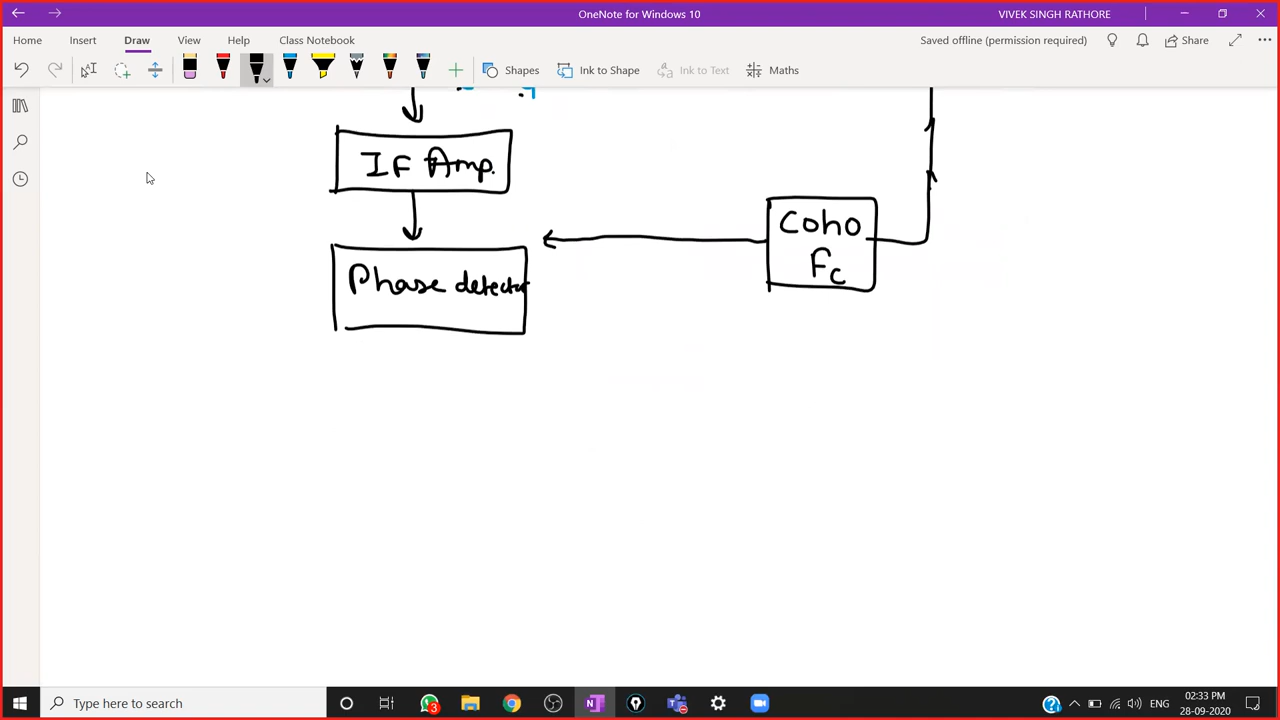 OneNote for Windows 10
VIVEK SINGH RATHORE
Home Insert Draw View Help Class Notebook
Saved offline (permission required) Share
Shapes Ink to Shape Ink to Text Maths
IF Amp.
Coho
Fc
Phase detector
Type here to search
3
ENG
02:33 PM
28-09-2020